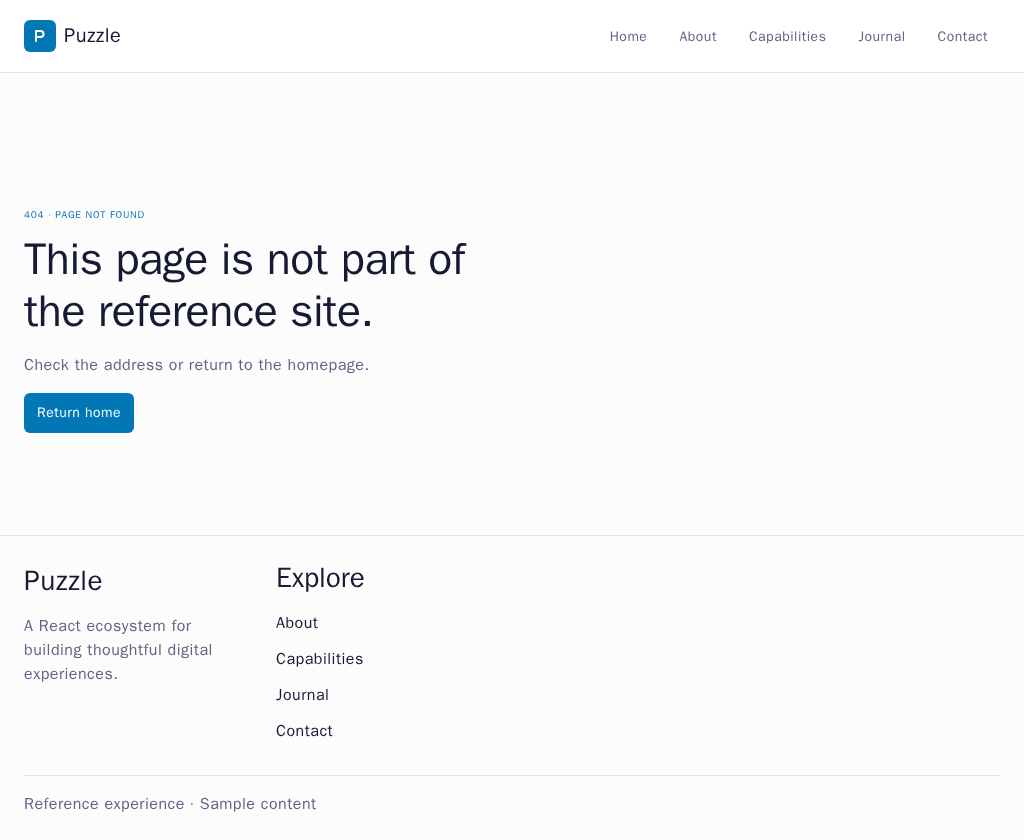 P Puzzle
Home About Capabilities Journal Contact
404 · PAGE NOT FOUND
This page is not part of
the reference site.
Check the address or return to the homepage.
Return home
Puzzle
A React ecosystem for
building thoughtful digital
experiences.
Explore
About
Capabilities
Journal
Contact
Reference experience · Sample content